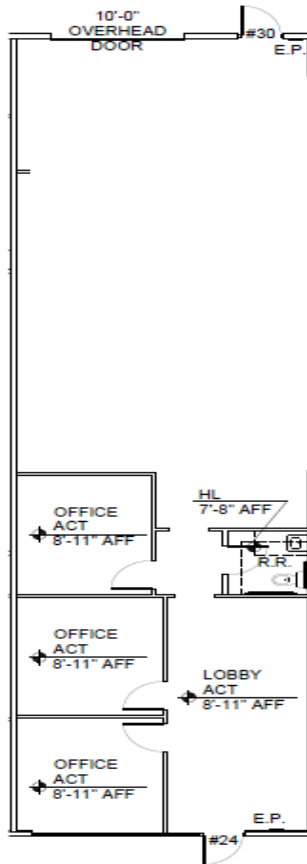 10'-0"
OVERHEAD
DOOR
#30
E.P.
HL
7'-8" AFF
OFFICE
ACT
8'-11" AFF
R.R.
OFFICE
ACT
8'-11" AFF
LOBBY
ACT
8'-11" AFF
OFFICE
ACT
8'-11" AFF
E.P.
#24